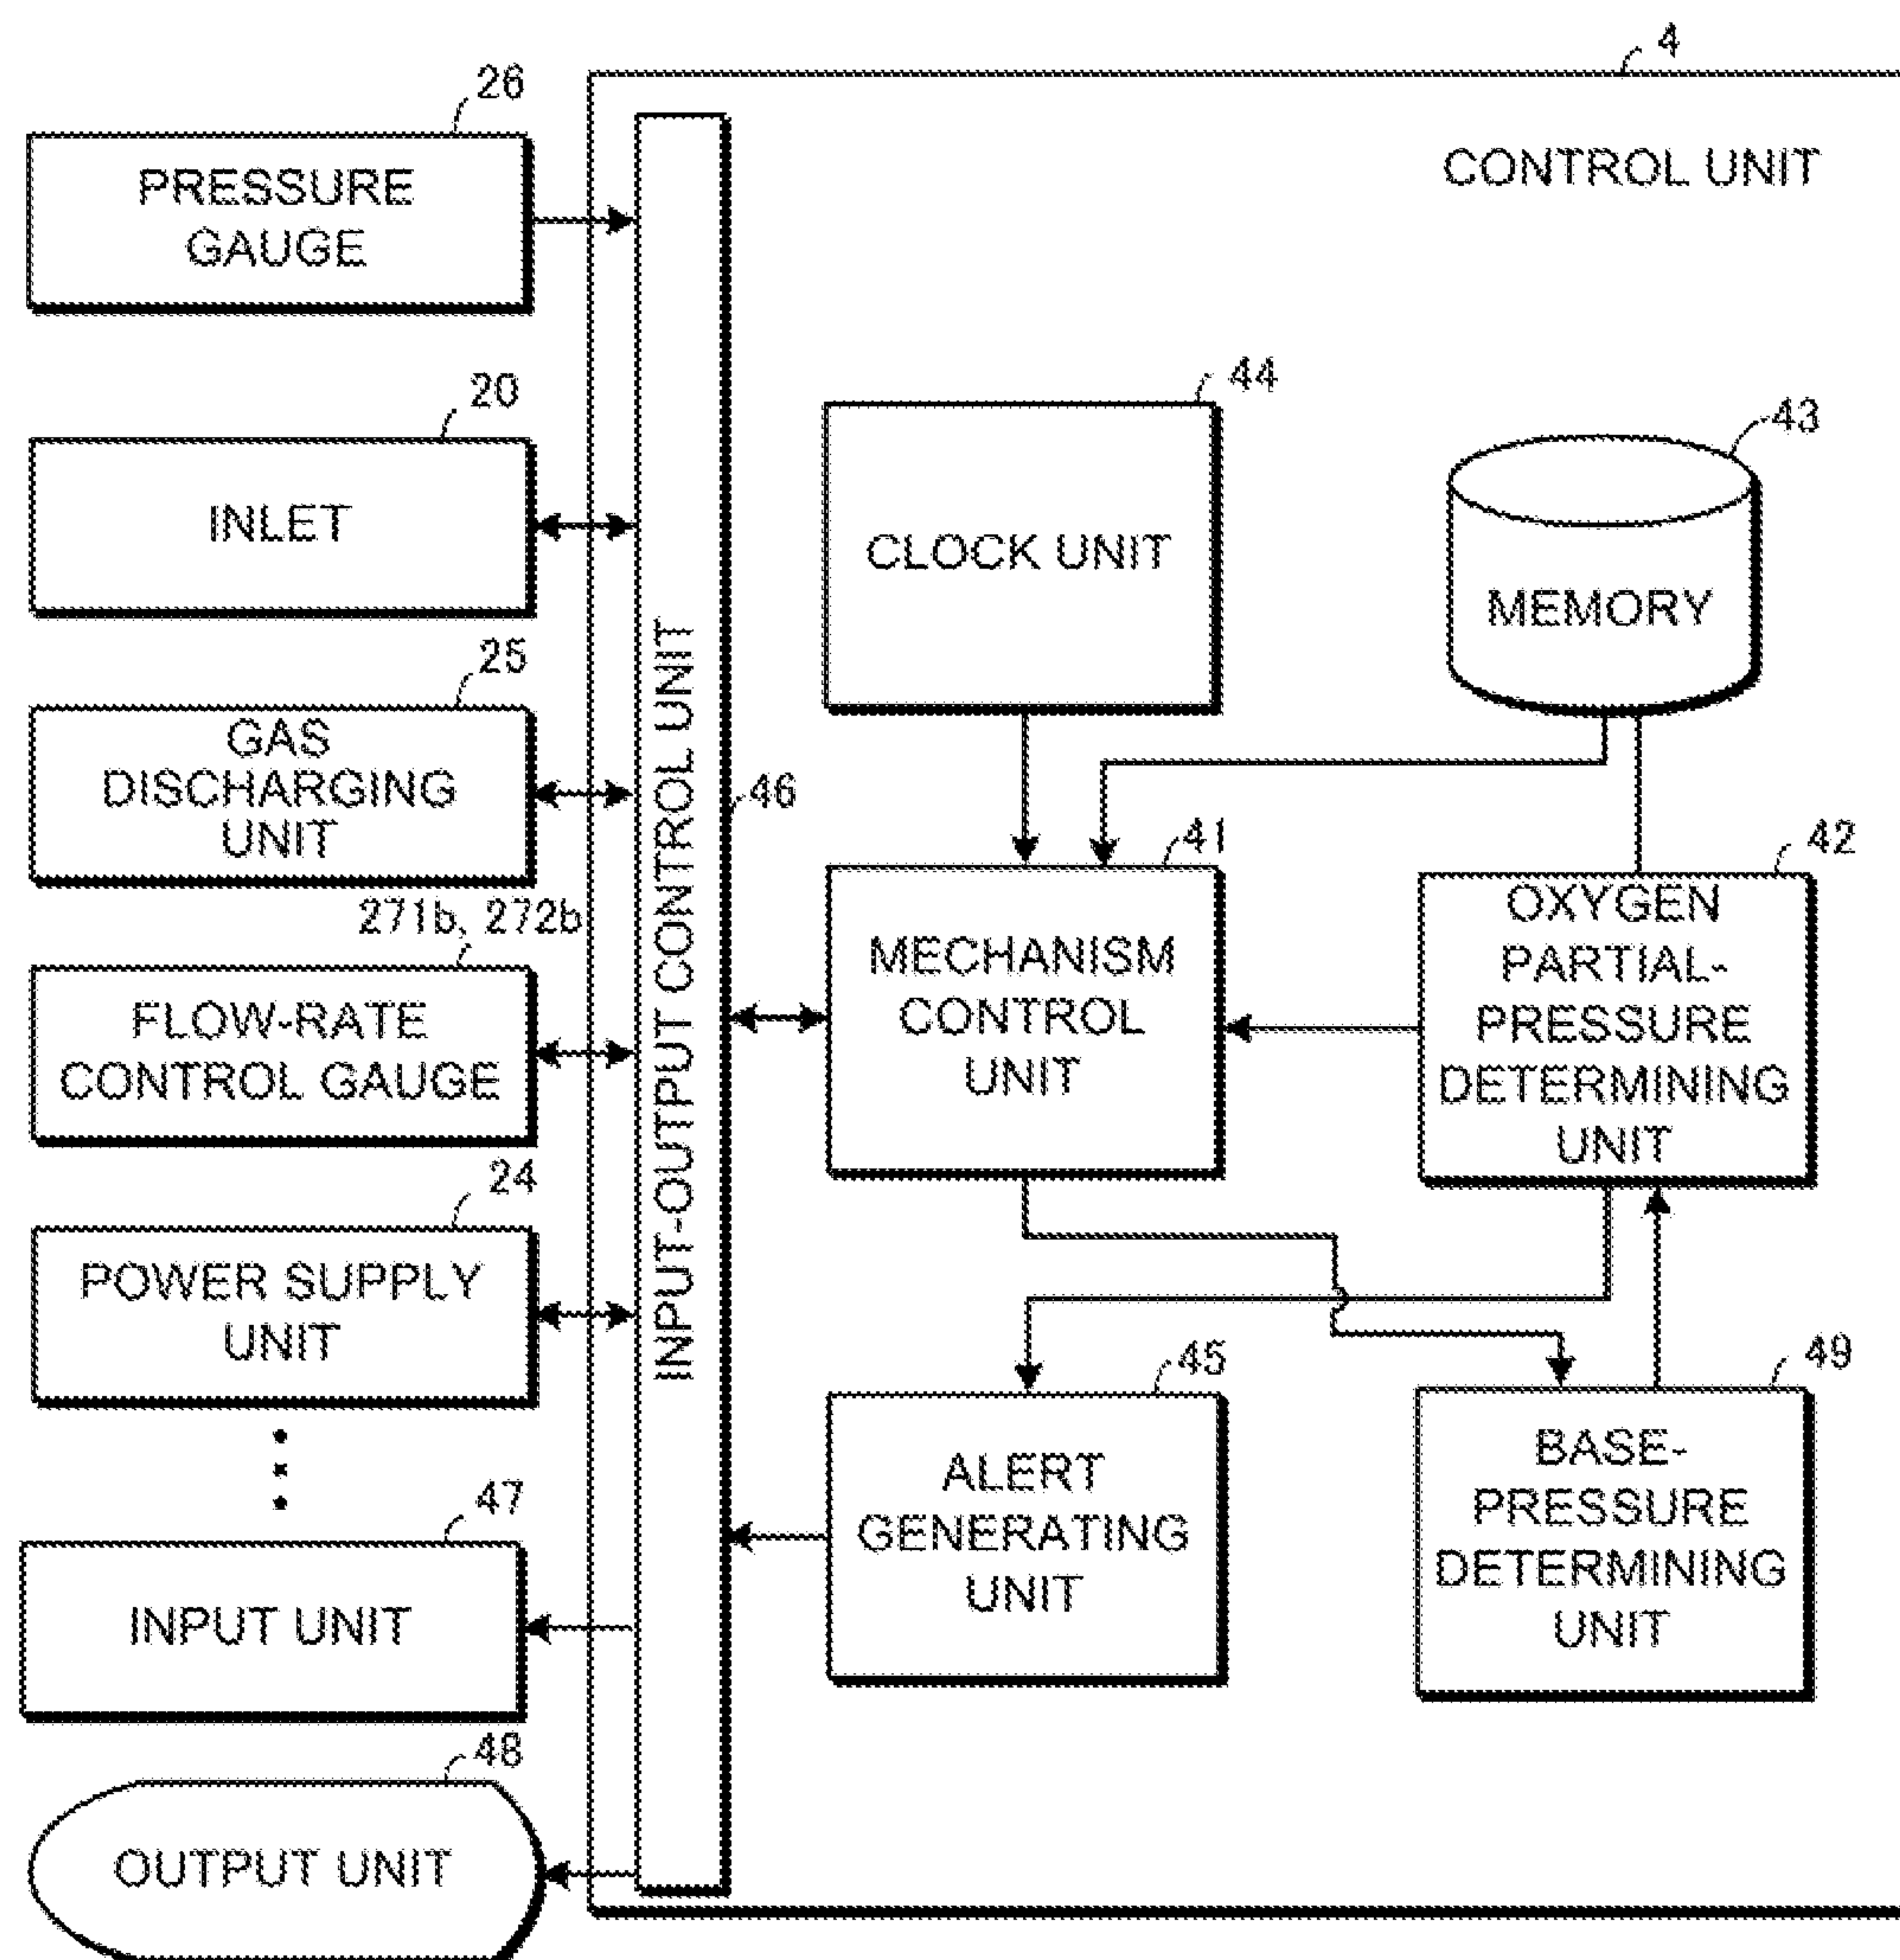 4
CONTROL UNIT
26
PRESSURE
GAUGE
20
INLET
25
GAS
DISCHARGING
UNIT
271b, 272b
FLOW-RATE
CONTROL GAUGE
24
POWER SUPPLY
UNIT
47
INPUT UNIT
48
OUTPUT UNIT
INPUT-OUTPUT CONTROL UNIT
46
44
CLOCK UNIT
43
MEMORY
41
MECHANISM
CONTROL
UNIT
42
OXYGEN
PARTIAL-
PRESSURE
DETERMINING
UNIT
45
ALERT
GENERATING
UNIT
49
BASE-
PRESSURE
DETERMINING
UNIT